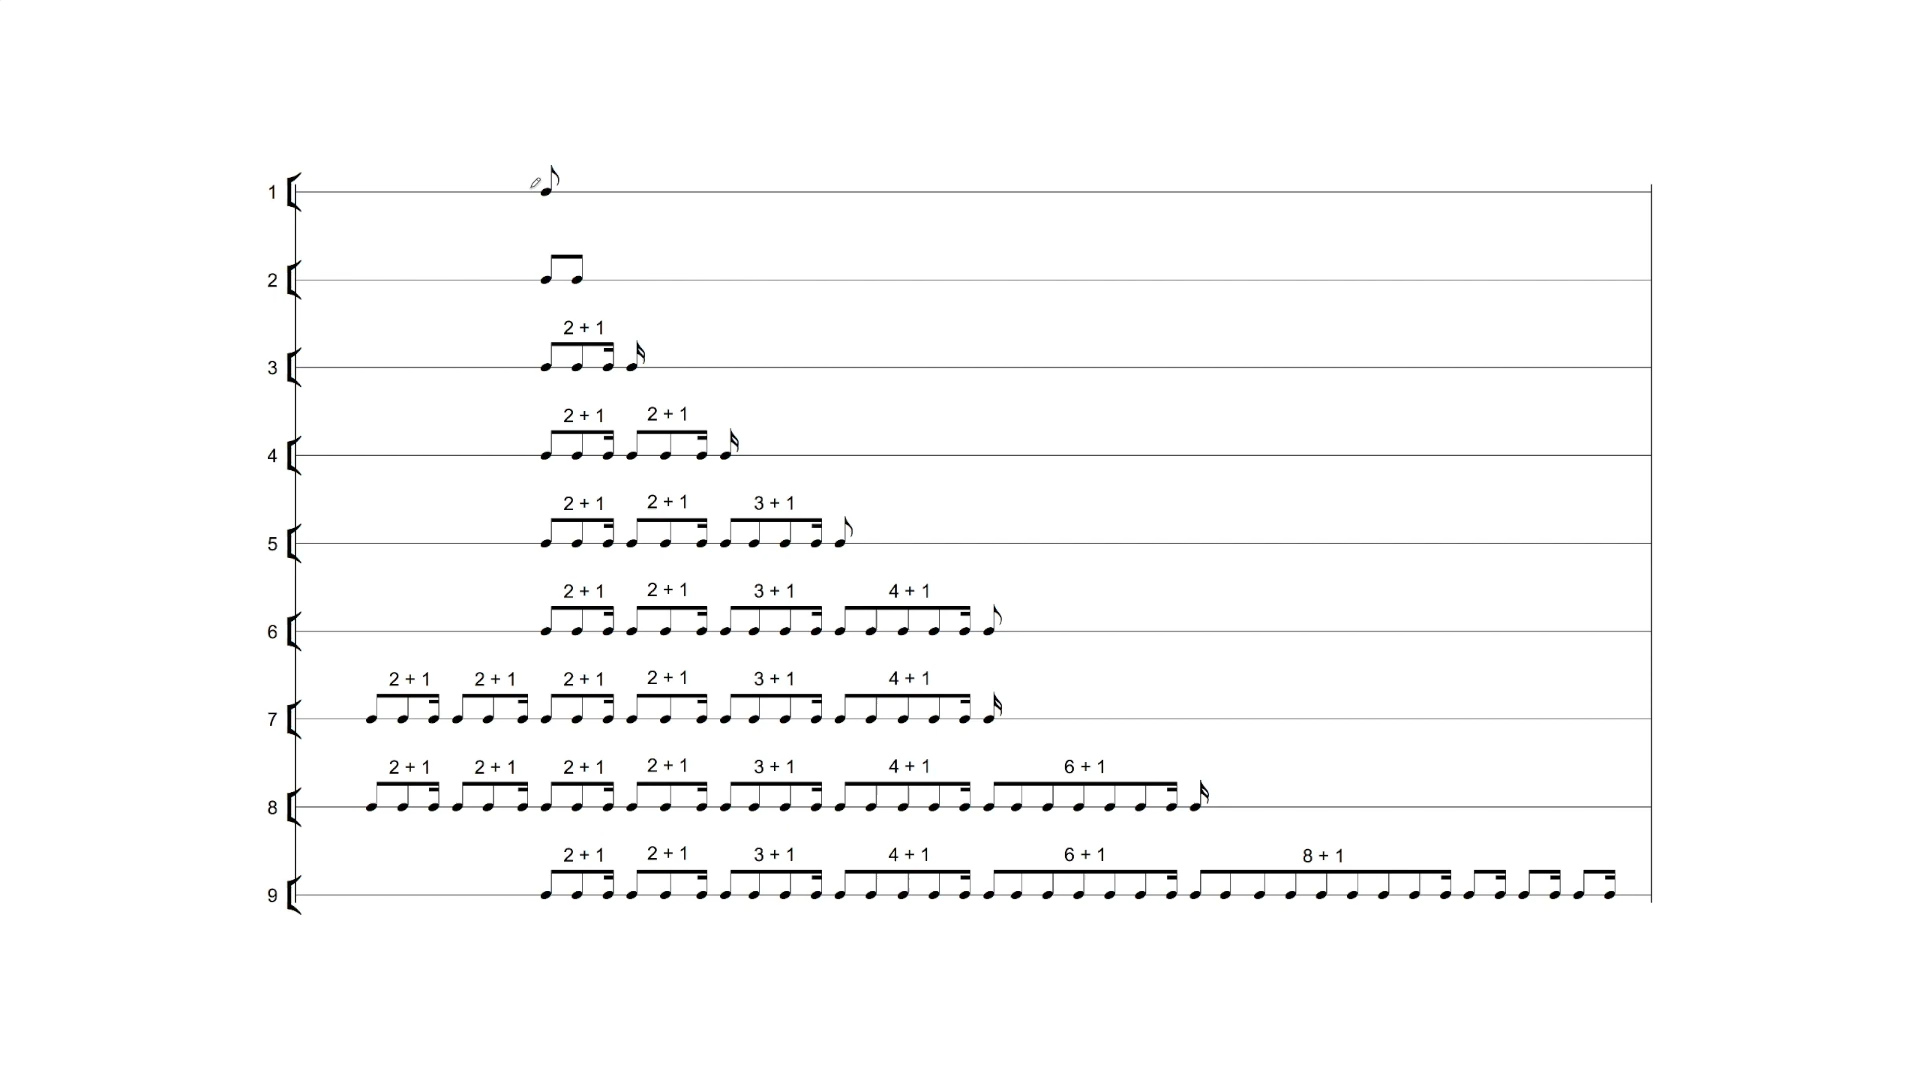 1
2
2 + 1
3
2 + 1 2 + 1
4
2 + 1 2 + 1 3 + 1
5
2 + 1 2 + 1 3 + 1 4 + 1
6
2 + 1 2 + 1 2 + 1 2 + 1 3 + 1 4 + 1
7
2 + 1 2 + 1 2 + 1 2 + 1 3 + 1 4 + 1 6 + 1
8
2 + 1 2 + 1 3 + 1 4 + 1 6 + 1 8 + 1
9